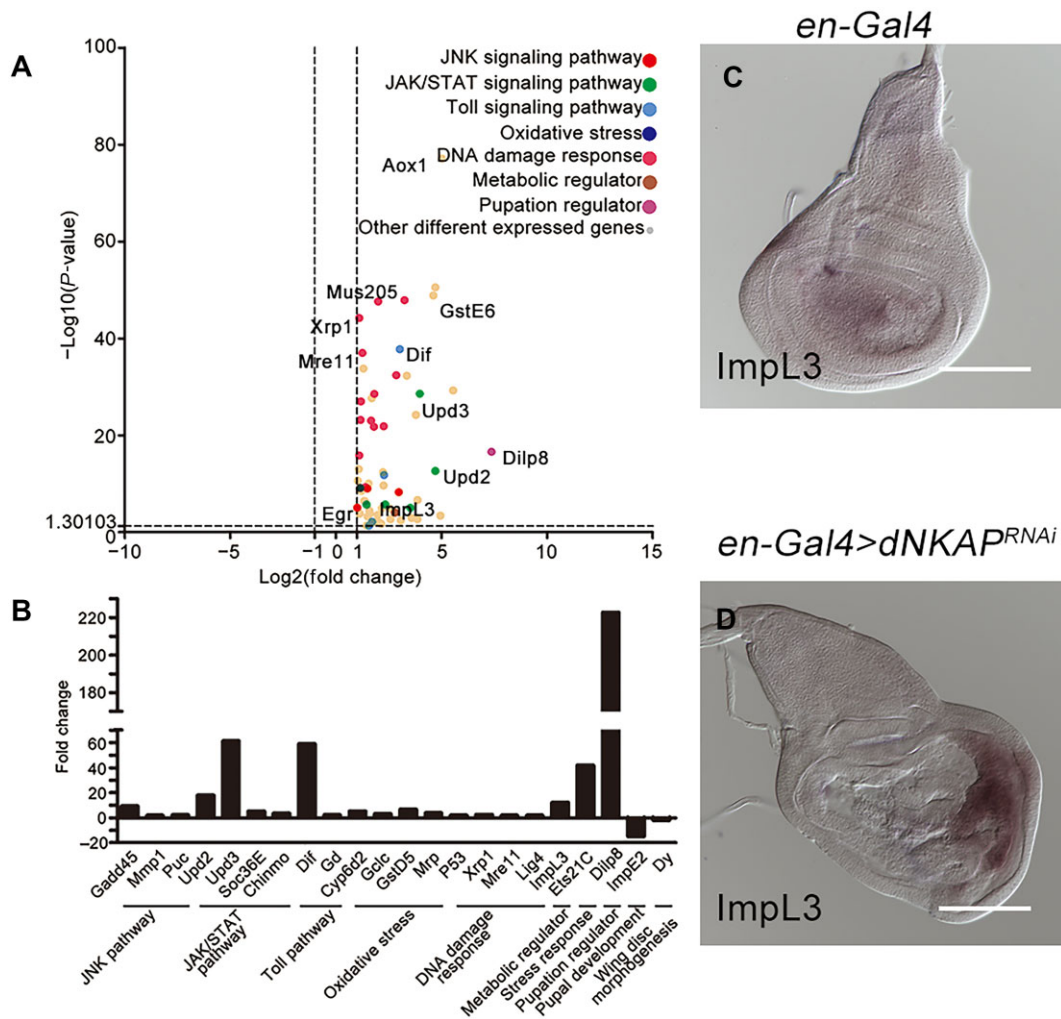 A
100
80
60
40
20
1.30103
0
−Log10(P-value)
−10
−5
−1
0
1
5
10
15
Log2(fold change)
JNK signaling pathway
JAK/STAT signaling pathway
Toll signaling pathway
Oxidative stress
DNA damage response
Metabolic regulator
Pupation regulator
Other different expressed genes
Aox1
Mus205
GstE6
Xrp1
Mre11
Dif
Upd3
Dilp8
Upd2
Egr
ImpL3
B
Fold change
220
200
180
60
40
20
0
−20
Gadd45
Mmp1
Puc
Upd2
Upd3
Soc36E
Chinmo
Dif
Gd
Cyp6d2
Gclc
GstD5
Mrp
P53
Xrp1
Mre11
Lig4
ImpL3
Ets21C
Dilp8
ImpE2
Dy
JNK pathway
JAK/STAT
pathway
Toll pathway
Oxidative stress
DNA damage
response
Metabolic regulator
Stress response
Pupation regulator
Pupal development
Wing disc
morphogenesis
en-Gal4
C
ImpL3
en-Gal4>dNKAPRNAi
D
ImpL3